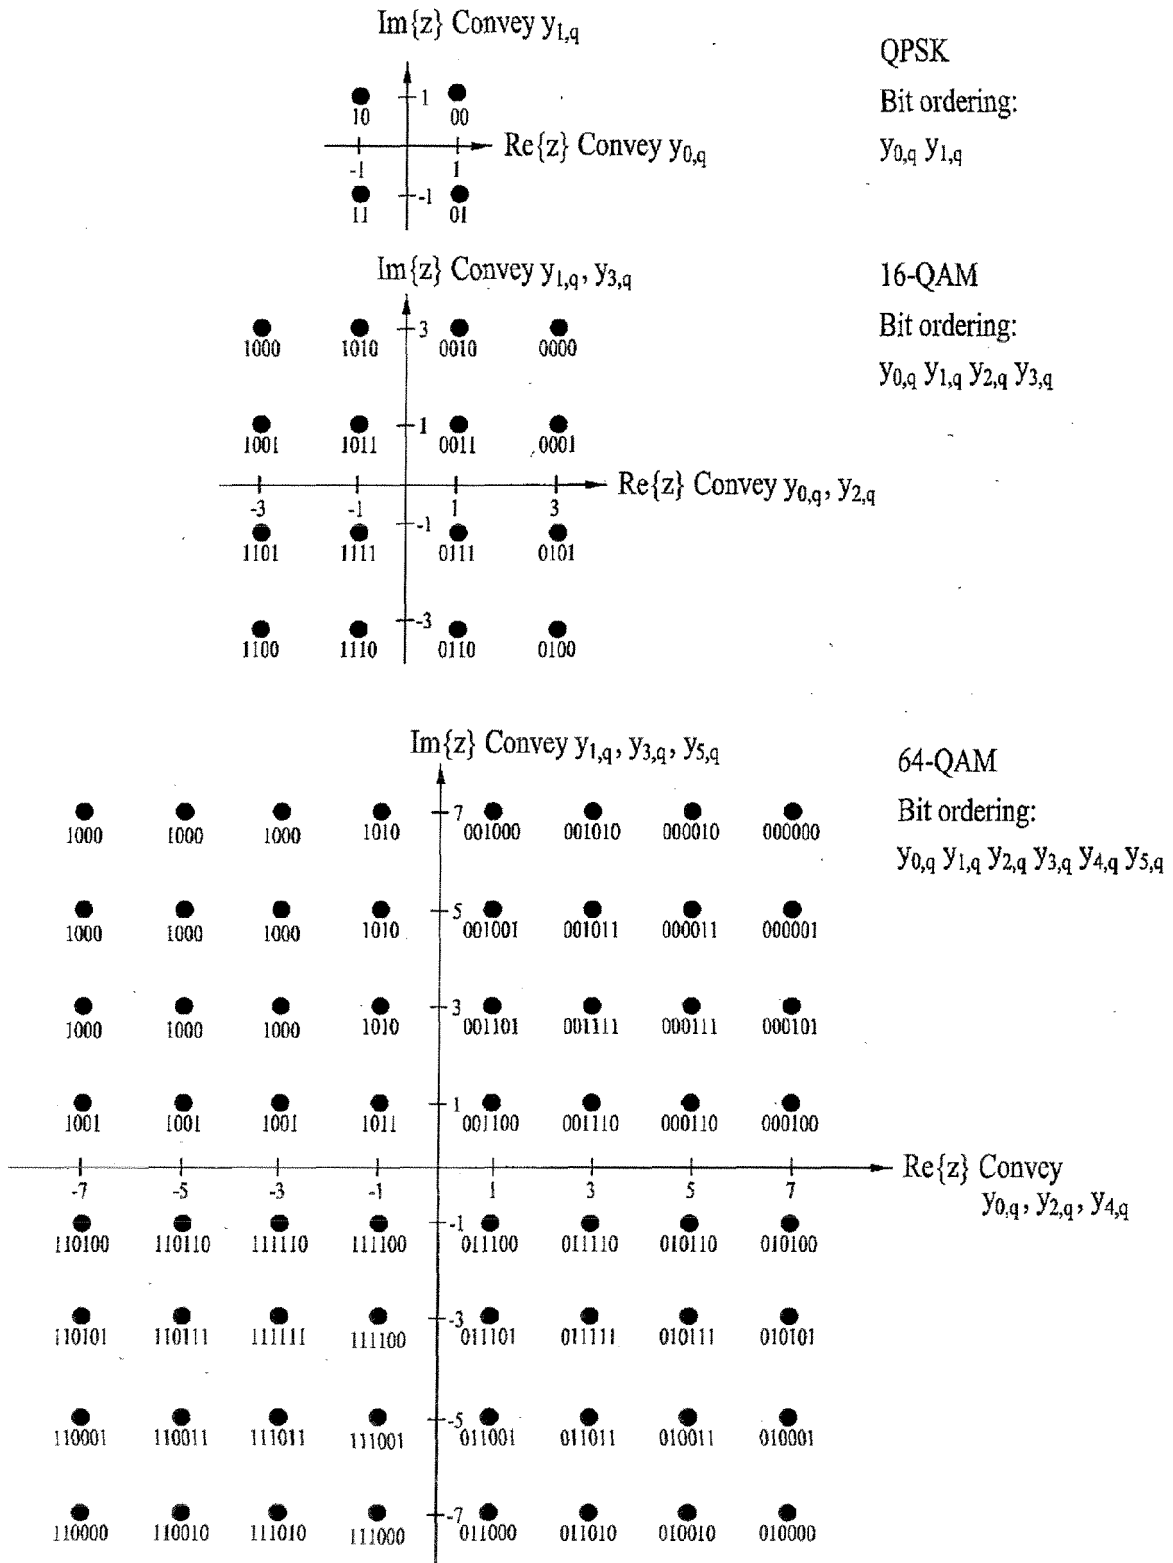 Im{z} Convey y1,q
QPSK
Bit ordering:
y0,q y1,q
1
10 00
Re{z} Convey y0,q
-1 1
-1
11 01
Im{z} Convey y1,q, y3,q
16-QAM
Bit ordering:
y0,q y1,q y2,q y3,q
3
1000 1010 0010 0000
1
1001 1011 0011 0001
Re{z} Convey y0,q, y2,q
-3 -1 1 3
-1
1101 1111 0111 0101
-3
1100 1110 0110 0100
Im{z} Convey y1,q, y3,q, y5,q
64-QAM
Bit ordering:
y0,q y1,q y2,q y3,q y4,q y5,q
7
1000 1000 1000 1010 001000 001010 000010 000000
5
1000 1000 1000 1010 001001 001011 000011 000001
3
1000 1000 1000 1010 001101 001111 000111 000101
1
1001 1001 1001 1011 001100 001110 000110 000100
Re{z} Convey
y0,q, y2,q, y4,q
-7 -5 -3 -1 1 3 5 7
-1
110100 110110 111110 111100 011100 011110 010110 010100
-3
110101 110111 111111 111100 011101 011111 010111 010101
-5
110001 110011 111011 111001 011001 011011 010011 010001
-7
110000 110010 111010 111000 011000 011010 010010 010000